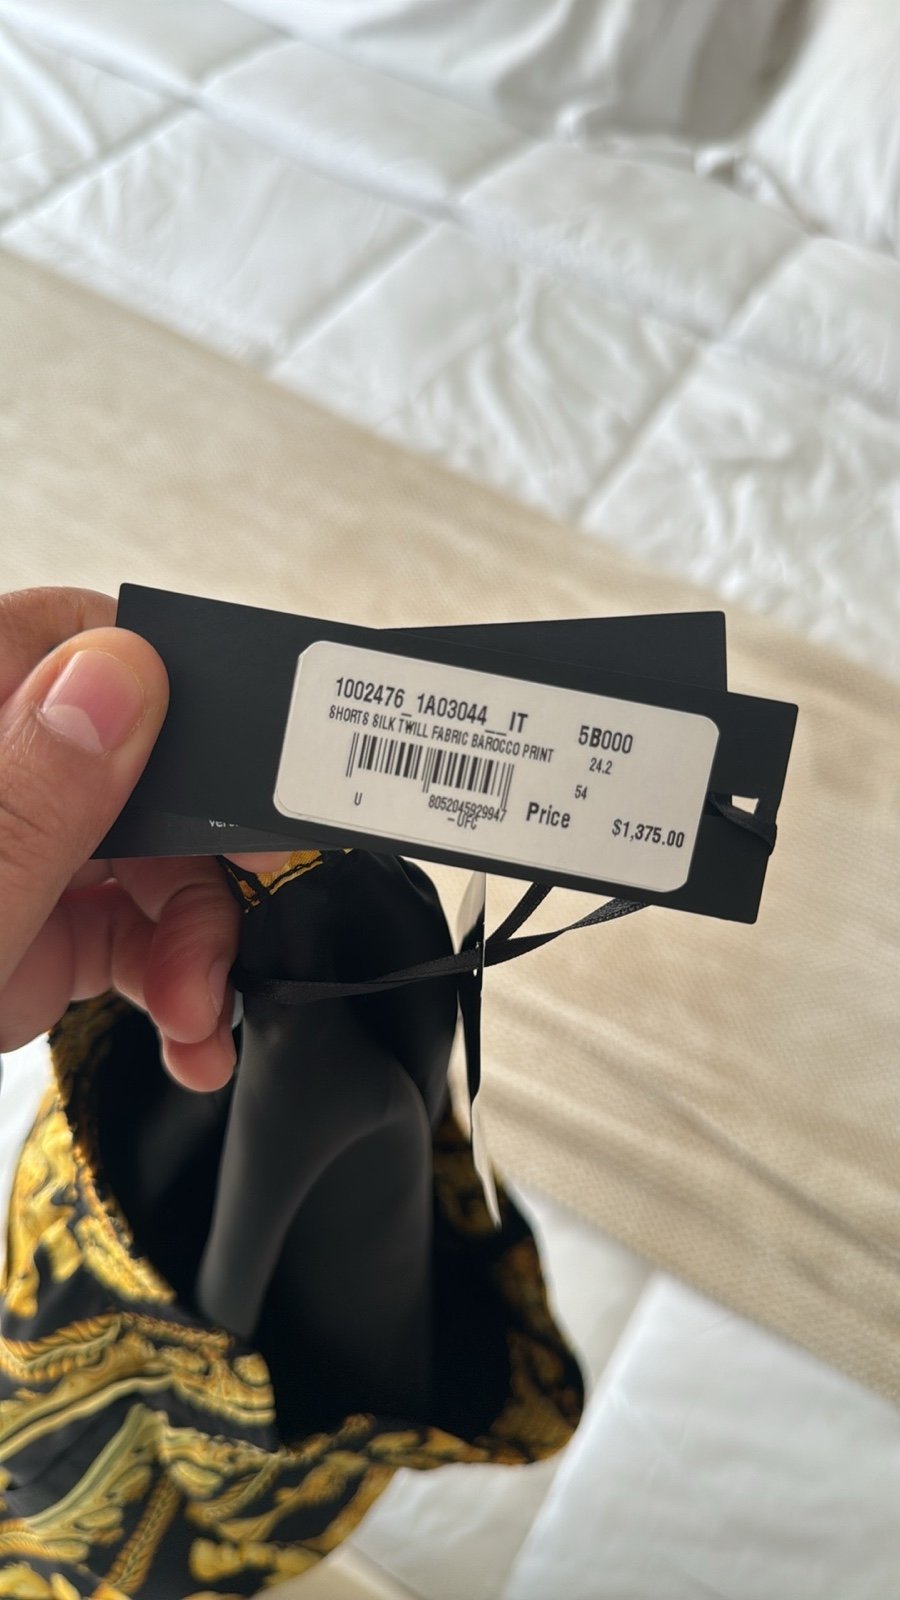 1002476_1A03044__IT 5B000
SHORTS SILK TWILL FABRIC BAROCCO PRINT
24.2
54
U
8052045929947
-UFC
Price $1,375.00